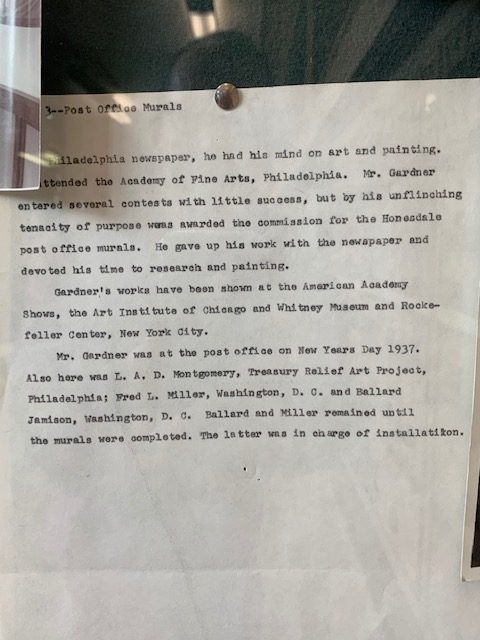 3--Post Office Murals
Philadelphia newspaper, he had his mind on art and painting.
ttended the Academy of Fine Arts, Philadelphia. Mr. Gardner
entered several contests with little success, but by his unflinching
tenacity of purpose was awarded the commission for the Honesdale
post office murals. He gave up his work with the newspaper and
devoted his time to research and painting.
Gardner's works have been shown at the American Academy
Shows, the Art Institute of Chicago and Whitney Museum and Rocke-
feller Center, New York City.
Mr. Gardner was at the post office on New Years Day 1937.
Also here was L. A. D. Montgomery, Treasury Relief Art Project,
Philadelphia; Fred L. Miller, Washington, D. C. and Ballard
Jamison, Washington, D. C. Ballard and Miller remained until
the murals were completed. The latter was in charge of installation.